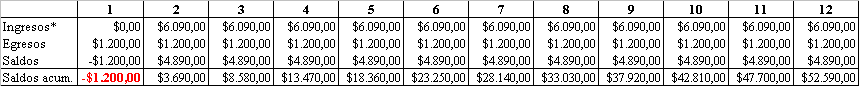 1 2 3 4 5 6 7 8 9 10 11 12
Ingresos* $0,00 $6.090,00 $6.090,00 $6.090,00 $6.090,00 $6.090,00 $6.090,00 $6.090,00 $6.090,00 $6.090,00 $6.090,00 $6.090,00
Egresos $1.200,00 $1.200,00 $1.200,00 $1.200,00 $1.200,00 $1.200,00 $1.200,00 $1.200,00 $1.200,00 $1.200,00 $1.200,00 $1.200,00
Saldos -$1.200,00 $4.890,00 $4.890,00 $4.890,00 $4.890,00 $4.890,00 $4.890,00 $4.890,00 $4.890,00 $4.890,00 $4.890,00 $4.890,00
Saldos acum. -$1.200,00 $3.690,00 $8.580,00 $13.470,00 $18.360,00 $23.250,00 $28.140,00 $33.030,00 $37.920,00 $42.810,00 $47.700,00 $52.590,00